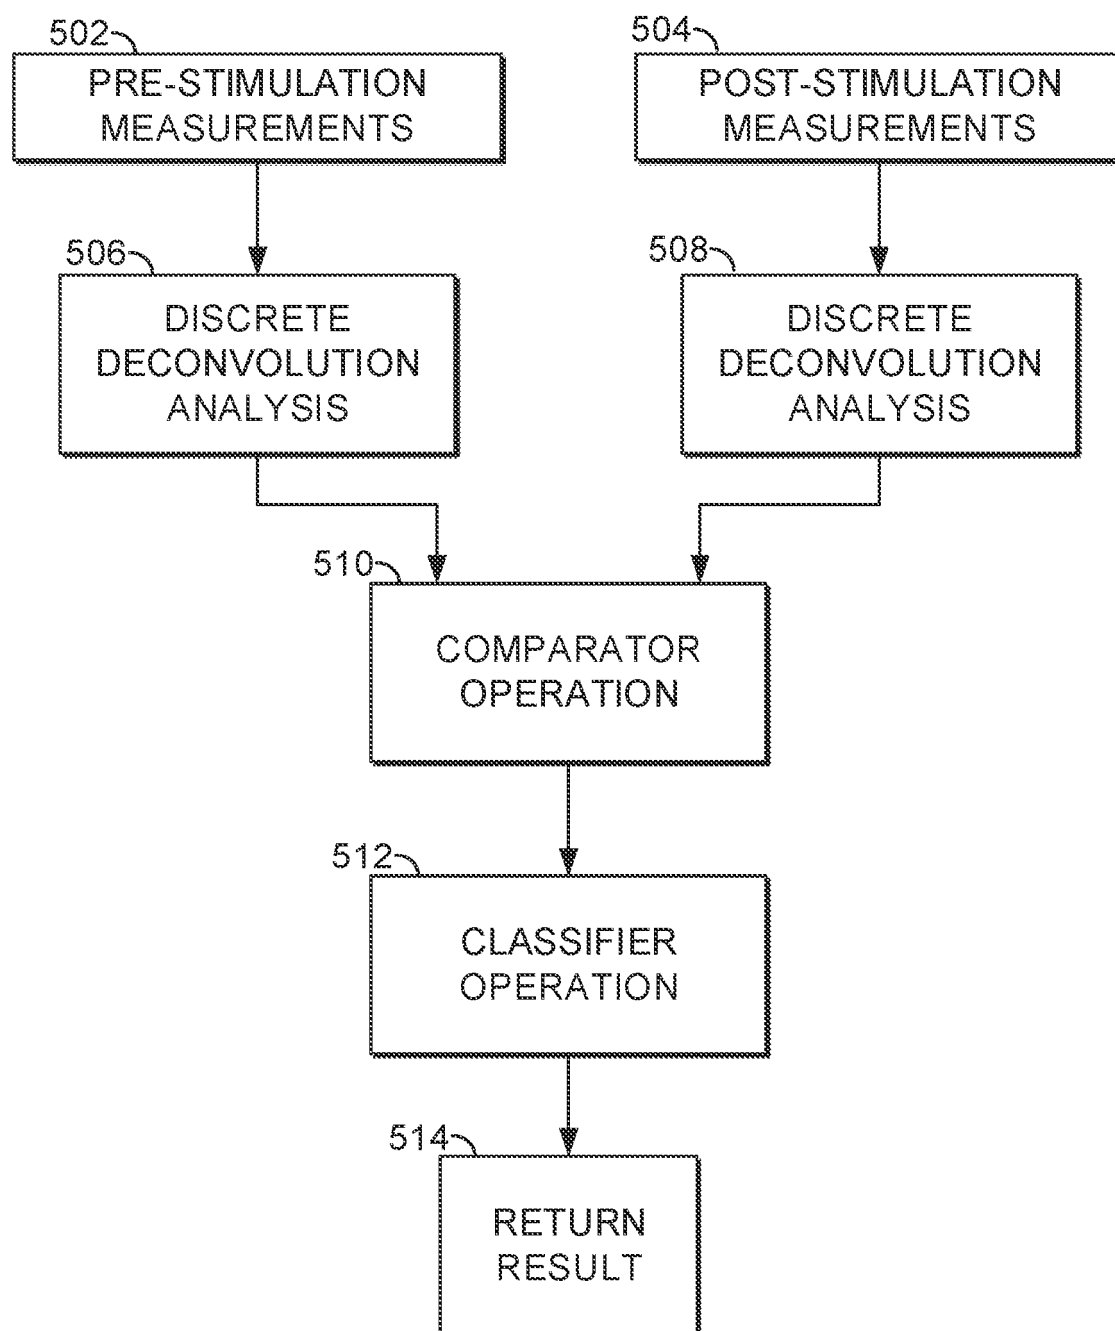 502
PRE-STIMULATION
MEASUREMENTS
504
POST-STIMULATION
MEASUREMENTS
506
DISCRETE
DECONVOLUTION
ANALYSIS
508
DISCRETE
DECONVOLUTION
ANALYSIS
510
COMPARATOR
OPERATION
512
CLASSIFIER
OPERATION
514
RETURN
RESULT